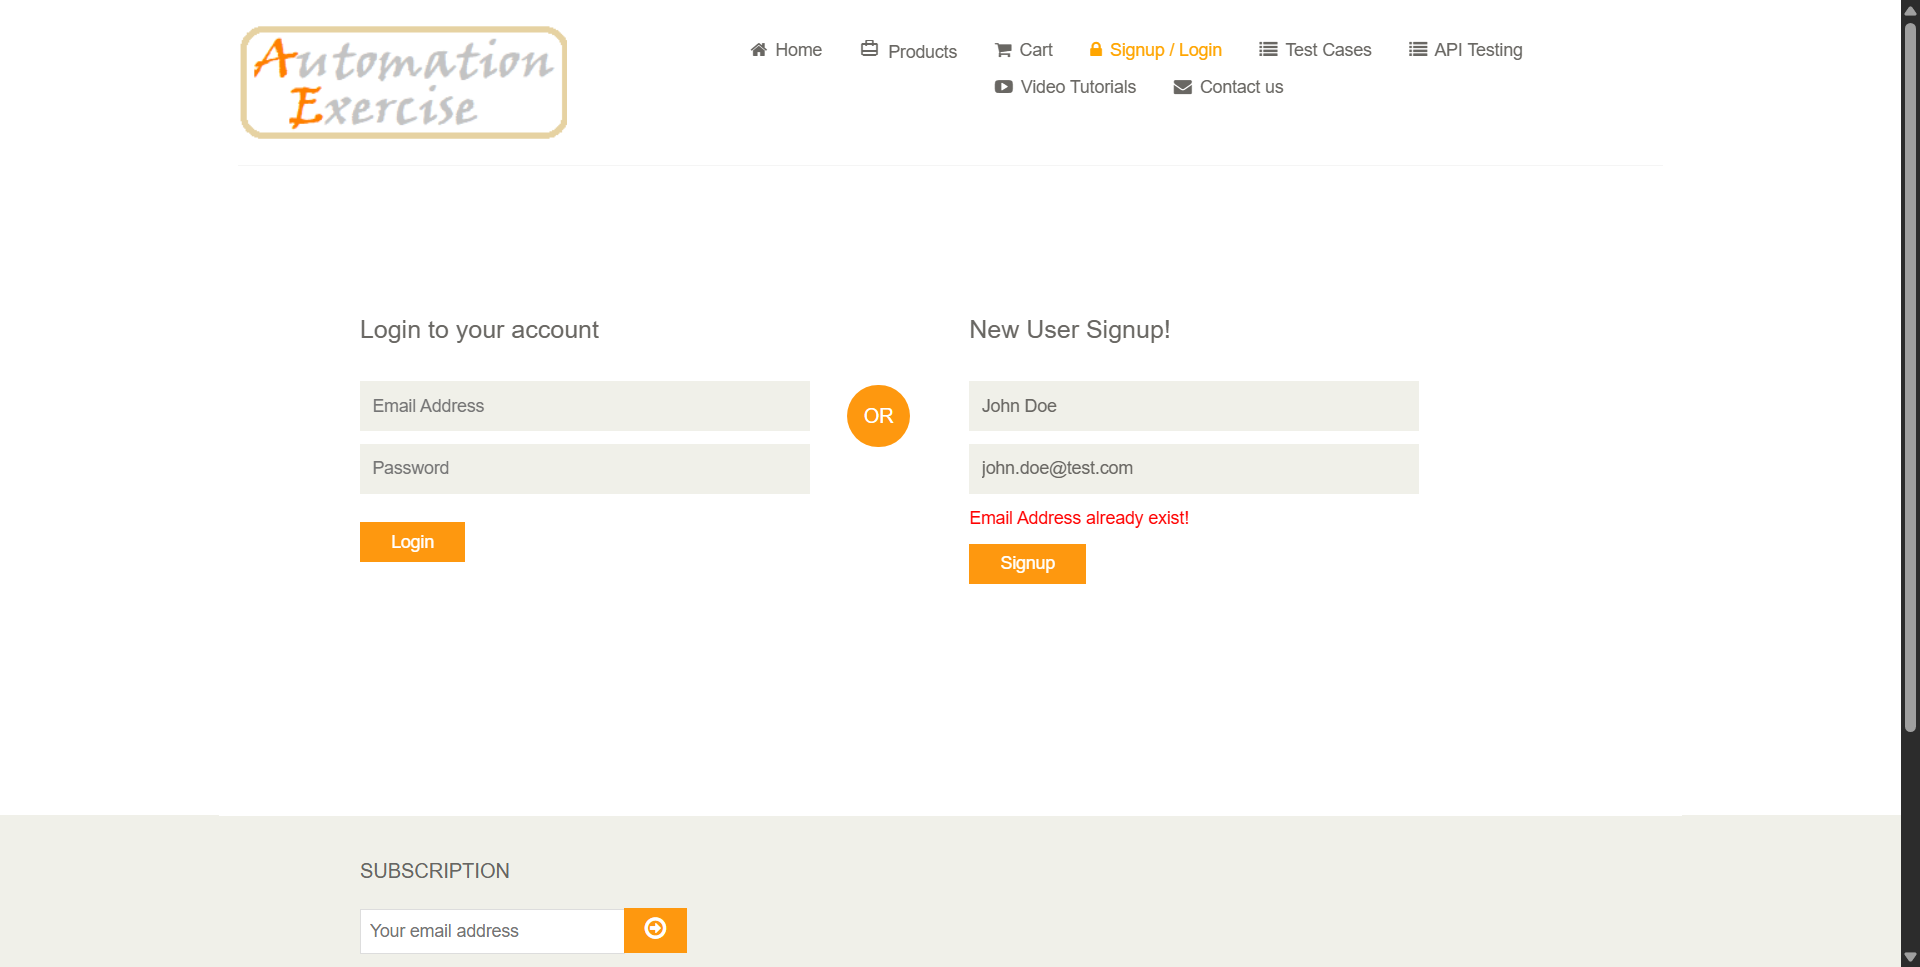 Automation
Exercise
Home
Products
Cart
Signup / Login
Test Cases
API Testing
Video Tutorials
Contact us
Login to your account
Email Address
Password
Login
OR
New User Signup!
John Doe
john.doe@test.com
Email Address already exist!
Signup
SUBSCRIPTION
Your email address